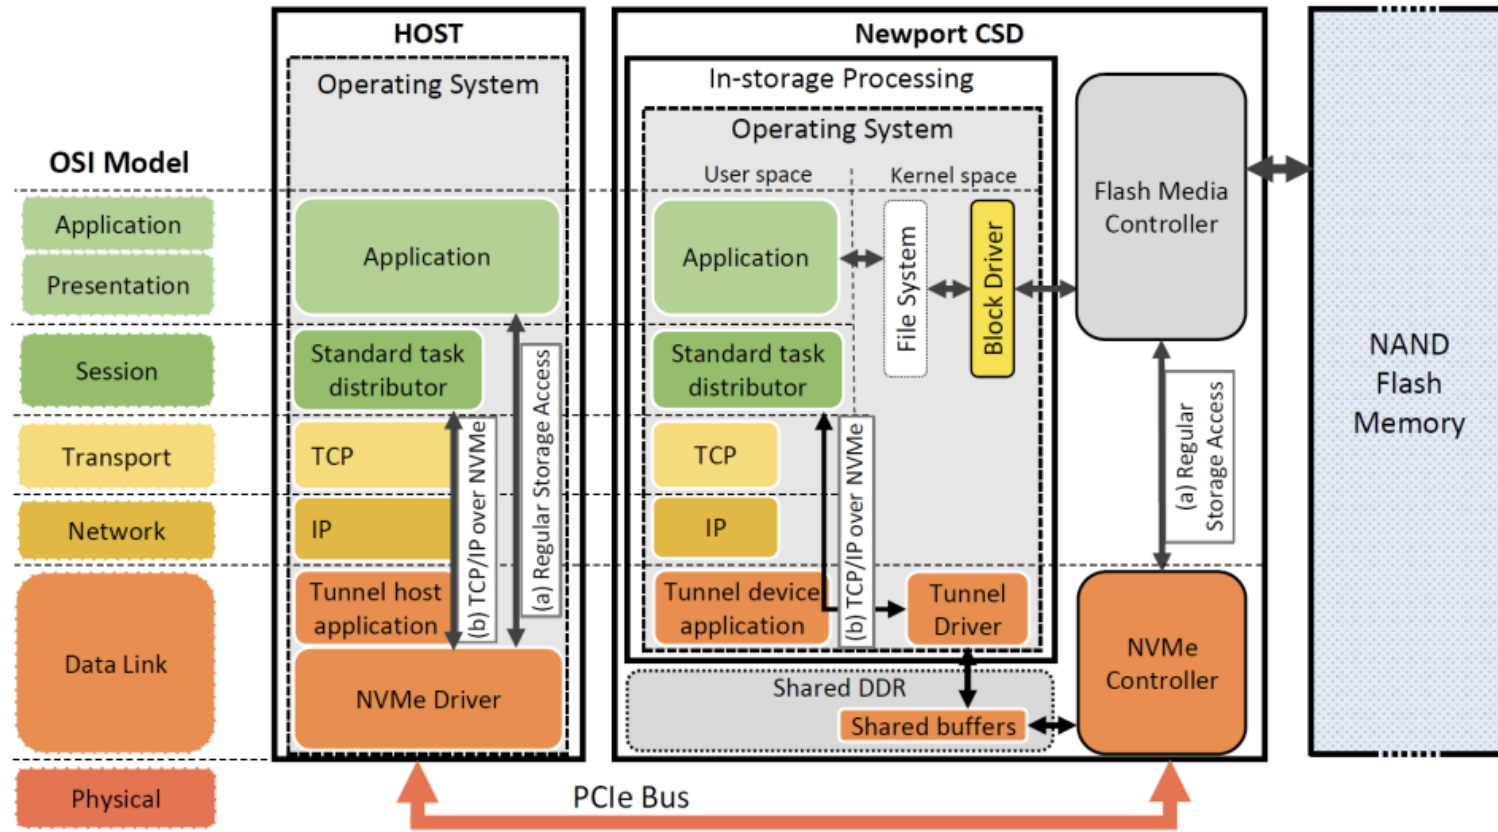 HOST
Newport CSD
Operating System
In-storage Processing
Operating System
OSI Model
User space
Kernel space
Application
Presentation
Session
Transport
Network
Data Link
Physical
Application
Standard task
distributor
TCP
IP
Tunnel host
application
NVMe Driver
(b) TCP/IP over NVMe
(a) Regular Storage Access
Application
File System
Block Driver
Standard task
distributor
TCP
IP
Tunnel device
application
(b) TCP/IP over NVMe
Tunnel
Driver
Shared DDR
Shared buffers
Flash Media
Controller
(a) Regular
Storage Access
NVMe
Controller
NAND
Flash
Memory
PCIe Bus